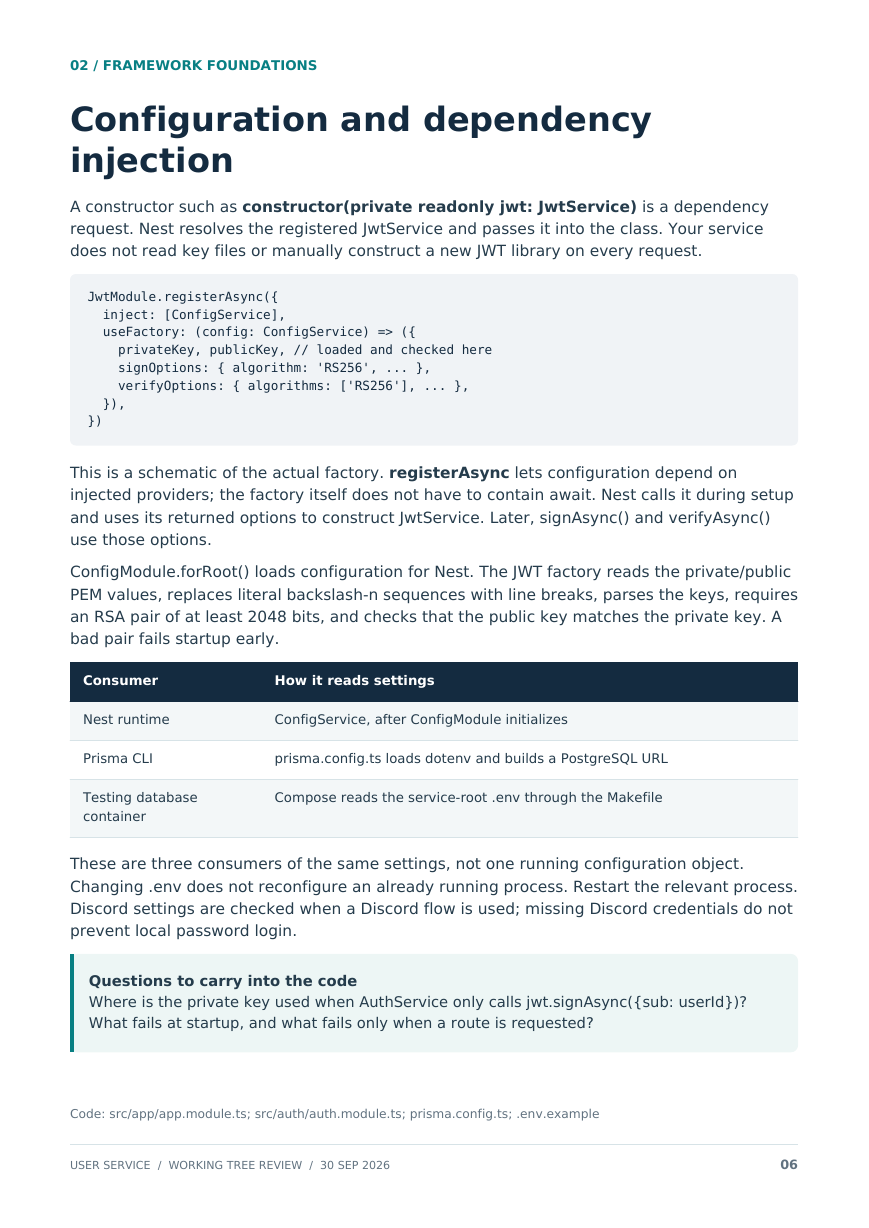 02 / FRAMEWORK FOUNDATIONS
Configuration and dependency
injection
A constructor such as constructor(private readonly jwt: JwtService) is a dependency
request. Nest resolves the registered JwtService and passes it into the class. Your service
does not read key files or manually construct a new JWT library on every request.
JwtModule.registerAsync({
  inject: [ConfigService],
  useFactory: (config: ConfigService) => ({
    privateKey, publicKey, // loaded and checked here
    signOptions: { algorithm: 'RS256', ... },
    verifyOptions: { algorithms: ['RS256'], ... },
  }),
})
This is a schematic of the actual factory. registerAsync lets configuration depend on
injected providers; the factory itself does not have to contain await. Nest calls it during setup
and uses its returned options to construct JwtService. Later, signAsync() and verifyAsync()
use those options.
ConfigModule.forRoot() loads configuration for Nest. The JWT factory reads the private/public
PEM values, replaces literal backslash-n sequences with line breaks, parses the keys, requires
an RSA pair of at least 2048 bits, and checks that the public key matches the private key. A
bad pair fails startup early.
Consumer How it reads settings
Nest runtime ConfigService, after ConfigModule initializes
Prisma CLI prisma.config.ts loads dotenv and builds a PostgreSQL URL
Testing database Compose reads the service-root .env through the Makefile
container
These are three consumers of the same settings, not one running configuration object.
Changing .env does not reconfigure an already running process. Restart the relevant process.
Discord settings are checked when a Discord flow is used; missing Discord credentials do not
prevent local password login.
Questions to carry into the code
Where is the private key used when AuthService only calls jwt.signAsync({sub: userId})?
What fails at startup, and what fails only when a route is requested?
Code: src/app/app.module.ts; src/auth/auth.module.ts; prisma.config.ts; .env.example
USER SERVICE / WORKING TREE REVIEW / 30 SEP 2026 06